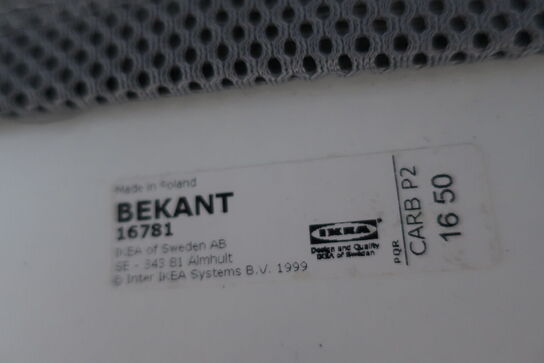 Made in Poland
BEKANT
16781
IKEA of Sweden AB
SE - 343 81 Älmhult
© Inter IKEA Systems B.V. 1999
IKEA
Design and Quality
IKEA of Sweden
PQR
CARB P2
16 50